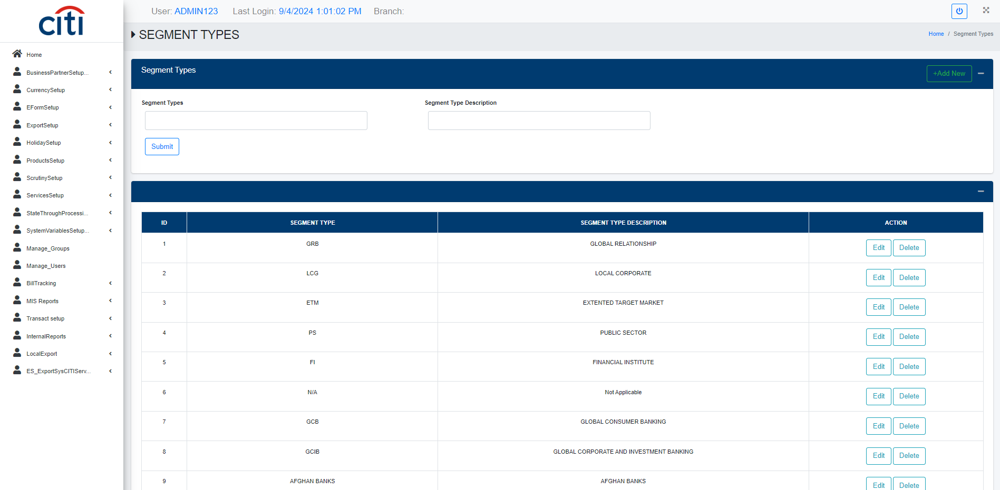 citi
User: ADMIN123 Last Login: 9/4/2024 1:01:02 PM Branch:
SEGMENT TYPES
Home / Segment Types
Home
BusinessPartnerSetup...
CurrencySetup
EFormSetup
ExportSetup
HolidaySetup
ProductsSetup
ScrutinySetup
ServicesSetup
StateThroughProcessi...
SystemVariablesSetup...
Manage_Groups
Manage_Users
BillTracking
MIS Reports
Transact setup
InternalReports
LocalExport
ES_ExportSysCITIServ...
Segment Types
+Add New
Segment Types Segment Type Description
Submit
ID SEGMENT TYPE SEGMENT TYPE DESCRIPTION ACTION
1 GRB GLOBAL RELATIONSHIP Edit Delete
2 LCG LOCAL CORPORATE Edit Delete
3 ETM EXTENTED TARGET MARKET Edit Delete
4 PS PUBLIC SECTOR Edit Delete
5 FI FINANCIAL INSTITUTE Edit Delete
6 N/A Not Applicable Edit Delete
7 GCB GLOBAL CONSUMER BANKING Edit Delete
8 GCIB GLOBAL CORPORATE AND INVESTMENT BANKING Edit Delete
9 AFGHAN BANKS AFGHAN BANKS Edit Delete